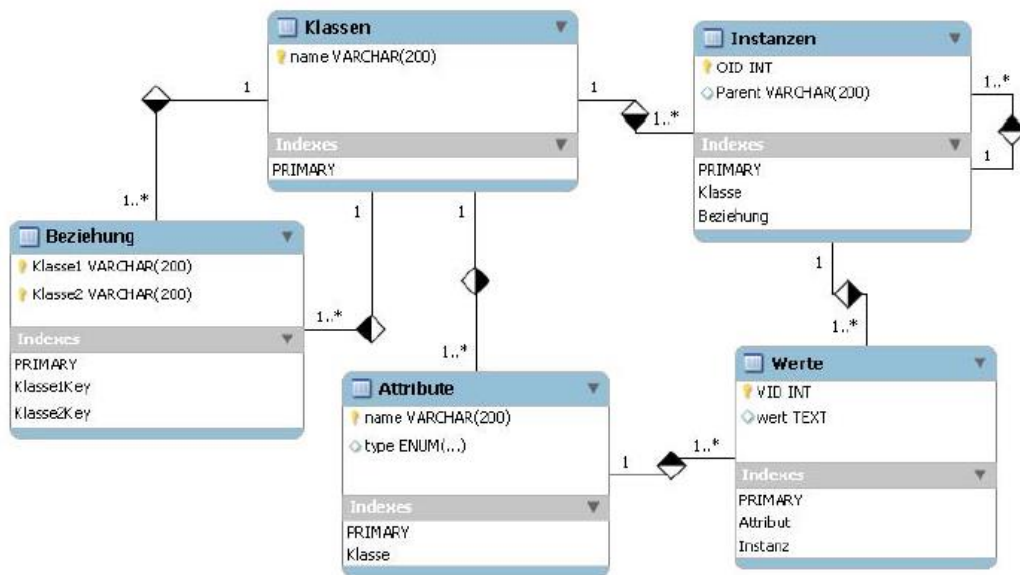 Klassen
name VARCHAR(200)
Indexes
PRIMARY
Instanzen
OID INT
Parent VARCHAR(200)
Indexes
PRIMARY
Klasse
Beziehung
Beziehung
Klasse1 VARCHAR(200)
Klasse2 VARCHAR(200)
Indexes
PRIMARY
Klasse1Key
Klasse2Key
Attribute
name VARCHAR(200)
type ENUM(...)
Indexes
PRIMARY
Klasse
Werte
VID INT
wert TEXT
Indexes
PRIMARY
Attribut
Instanz
1
1..*
1
1..*
1..*
1
1
1..*
1
1..*
1
1..*
1
1..*